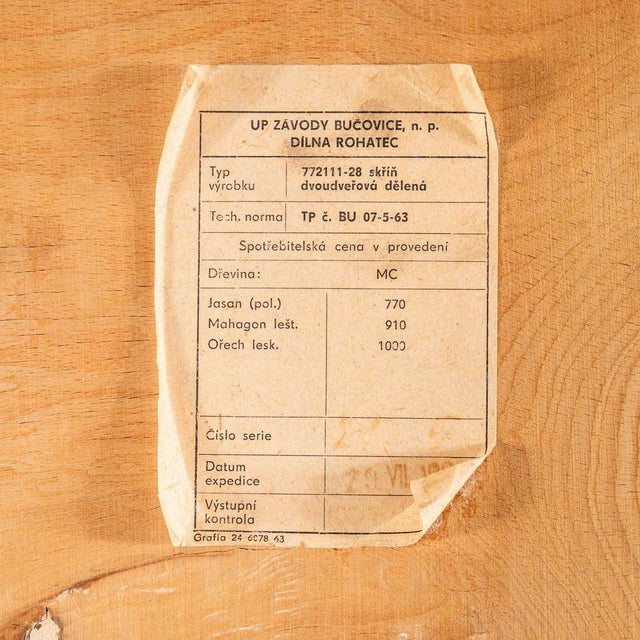 UP ZÁVODY BUČOVICE, n. p.
DÍLNA ROHATEC
Typ výrobku
772111-28 skříň
dvoudveřová dělená
Tech. norma TP č. BU 07-5-63
Spotřebitelská cena v provedení
Dřevina: MC
Jasan (pol.) 770
Mahagon lešt. 910
Ořech lesk. 1000
Číslo serie
Datum
expedice
VII
Výstupní
kontrola
Grafia 24 63